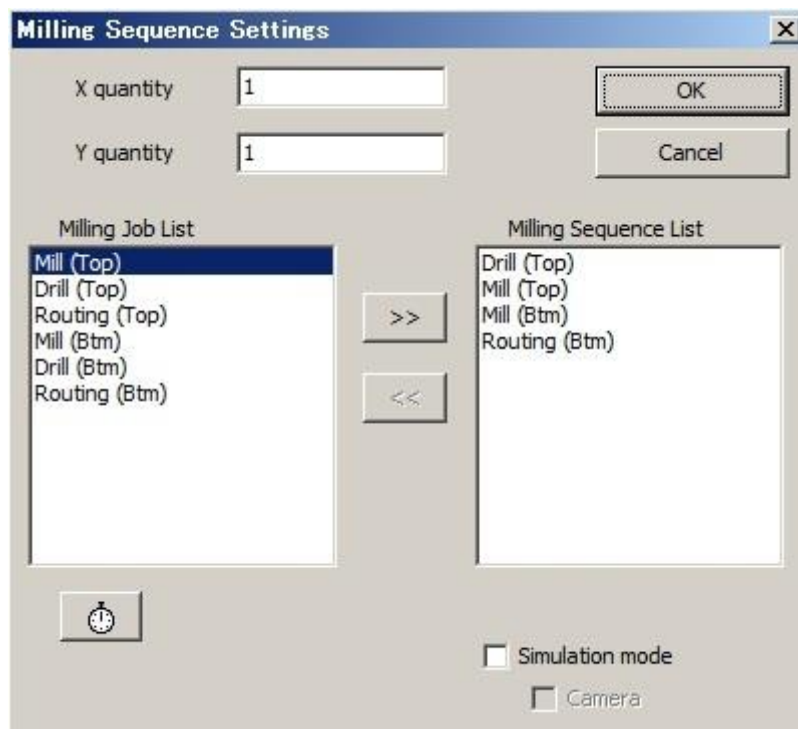 Milling Sequence Settings
X quantity
1
OK
Y quantity
1
Cancel
Milling Job List
Mill (Top)
Drill (Top)
Routing (Top)
Mill (Btm)
Drill (Btm)
Routing (Btm)
>>
<<
Milling Sequence List
Drill (Top)
Mill (Top)
Mill (Btm)
Routing (Btm)
Simulation mode
Camera